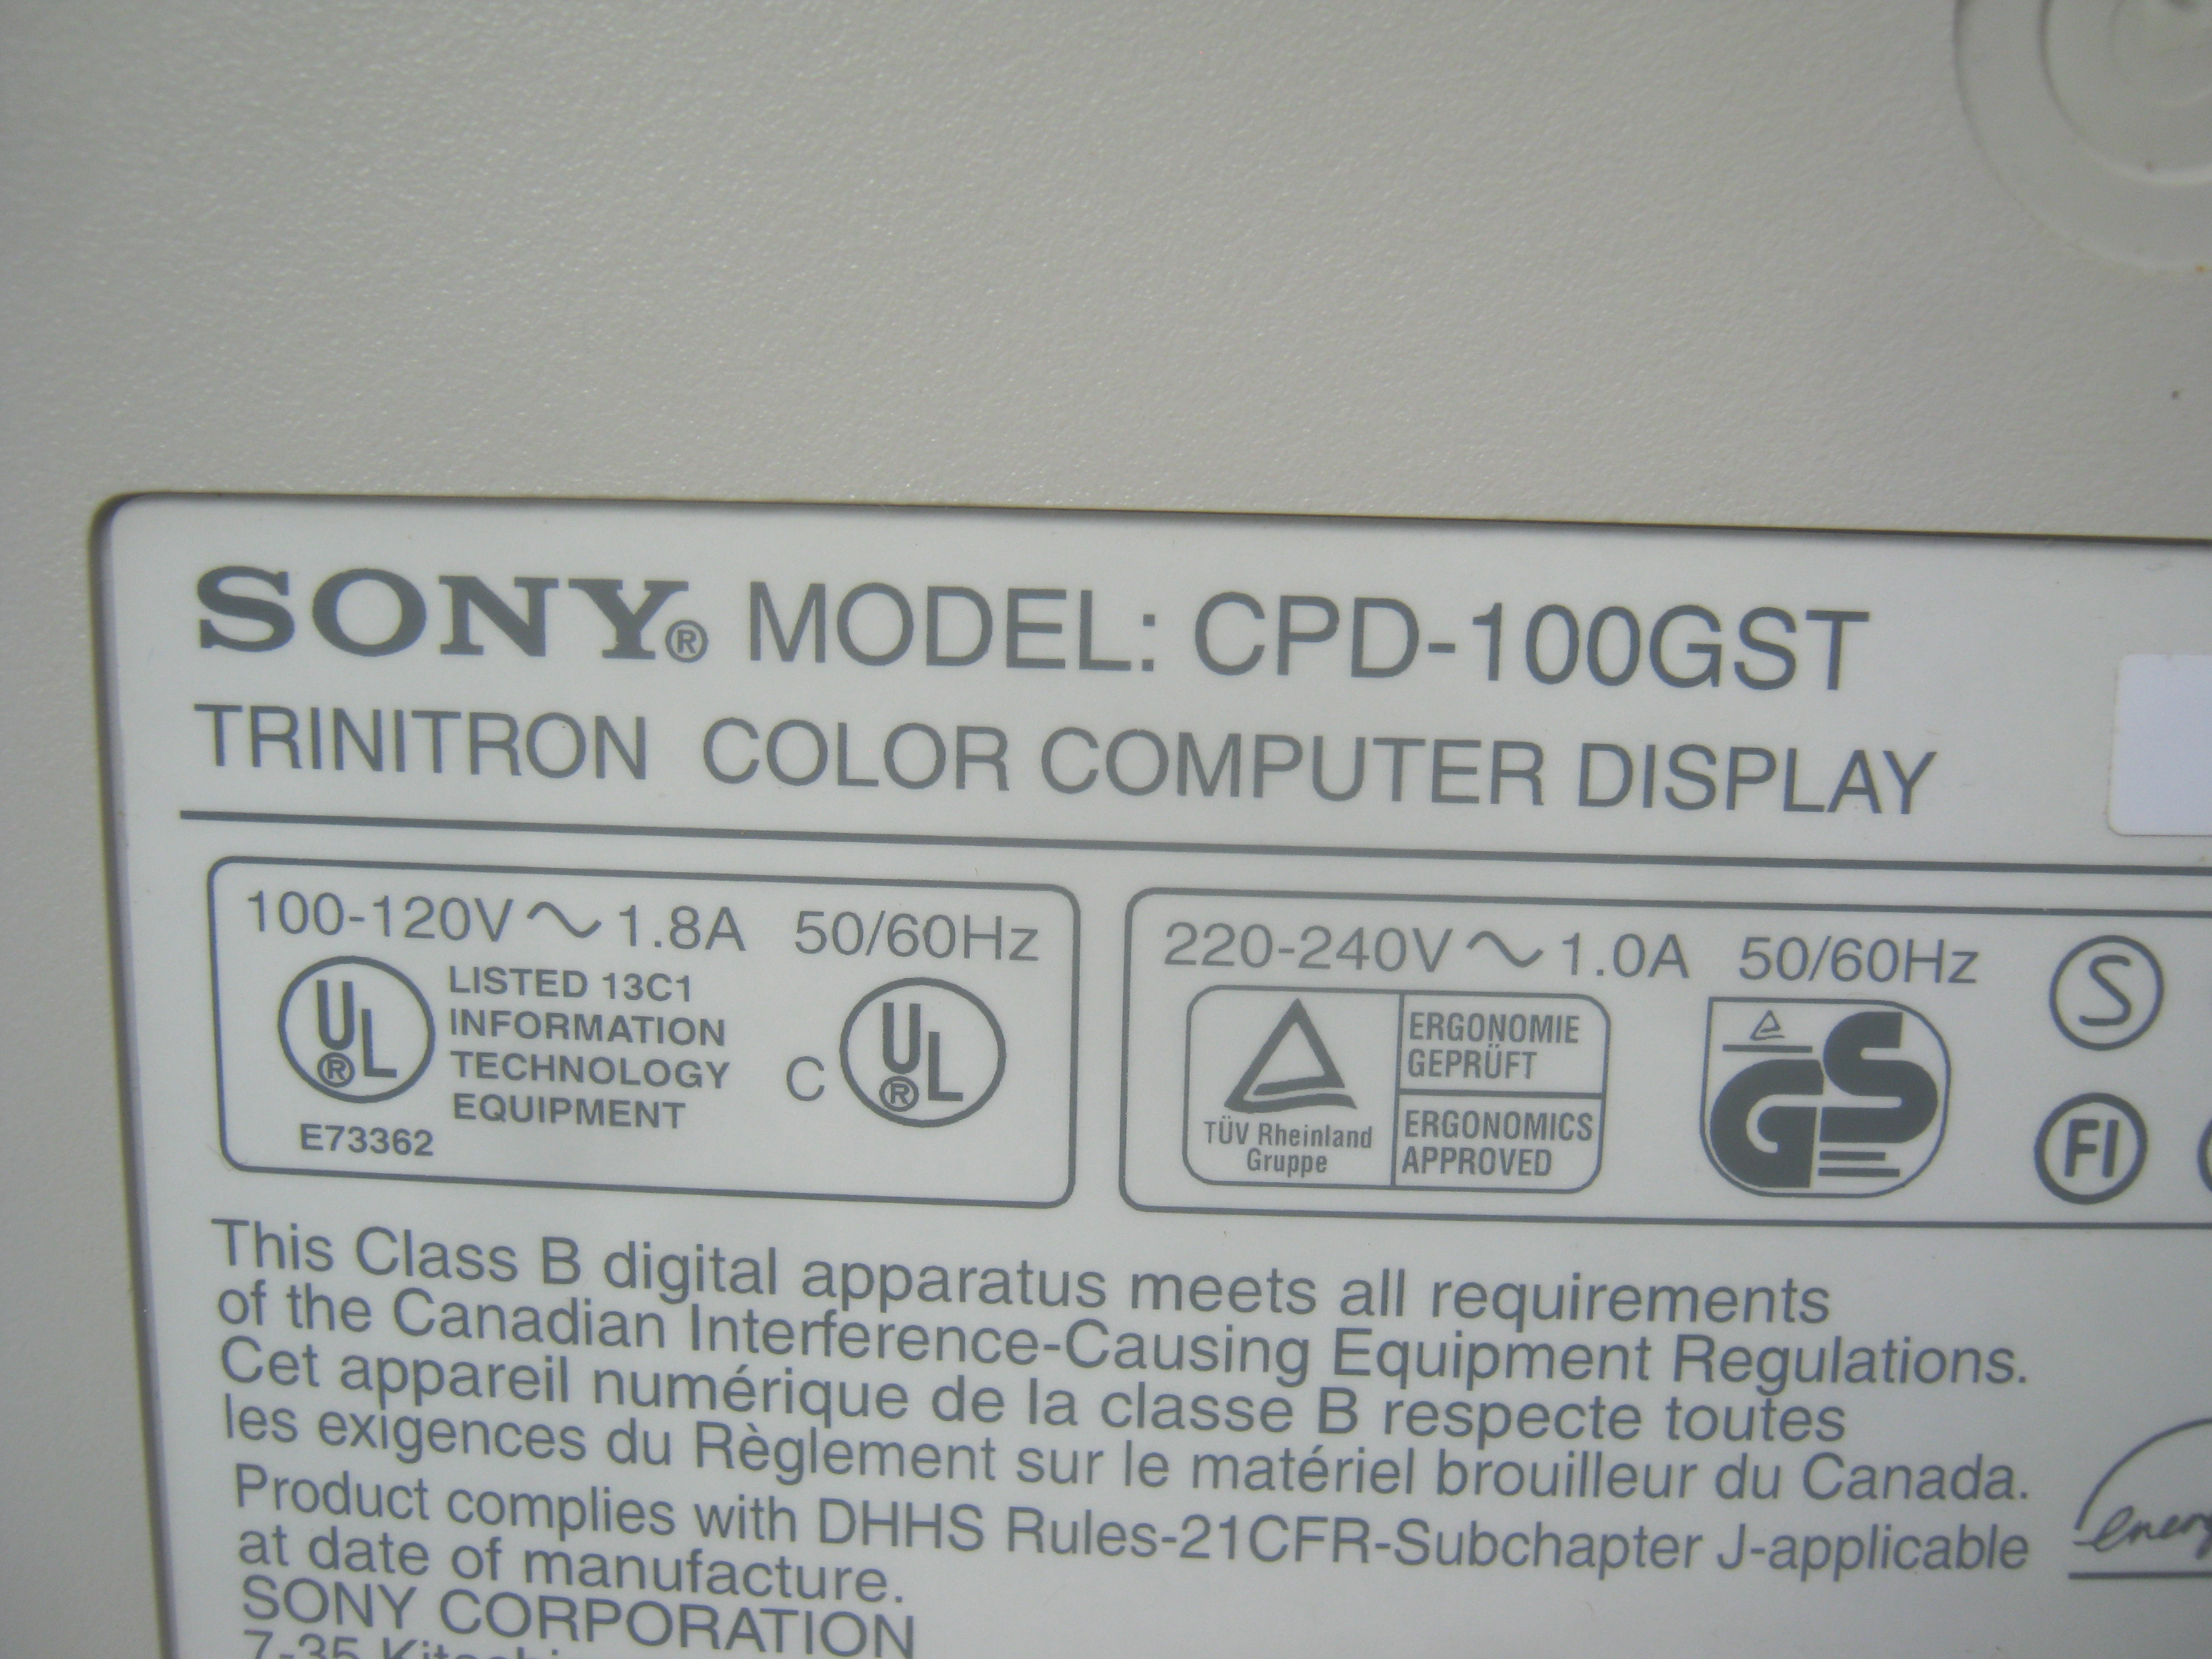 SONY® MODEL: CPD-100GST
TRINITRON COLOR COMPUTER DISPLAY
100-120V ~ 1.8A 50/60Hz
UL®
LISTED 13C1
INFORMATION
TECHNOLOGY
EQUIPMENT
E73362
C UL®
220-240V ~ 1.0A 50/60Hz
TÜV Rheinland
Gruppe
ERGONOMIE
GEPRÜFT
ERGONOMICS
APPROVED
GS
S
FI
This Class B digital apparatus meets all requirements
of the Canadian Interference-Causing Equipment Regulations.
Cet appareil numérique de la classe B respecte toutes
les exigences du Règlement sur le matériel brouilleur du Canada.
Product complies with DHHS Rules-21CFR-Subchapter J-applicable
at date of manufacture.
SONY CORPORATION
7-35